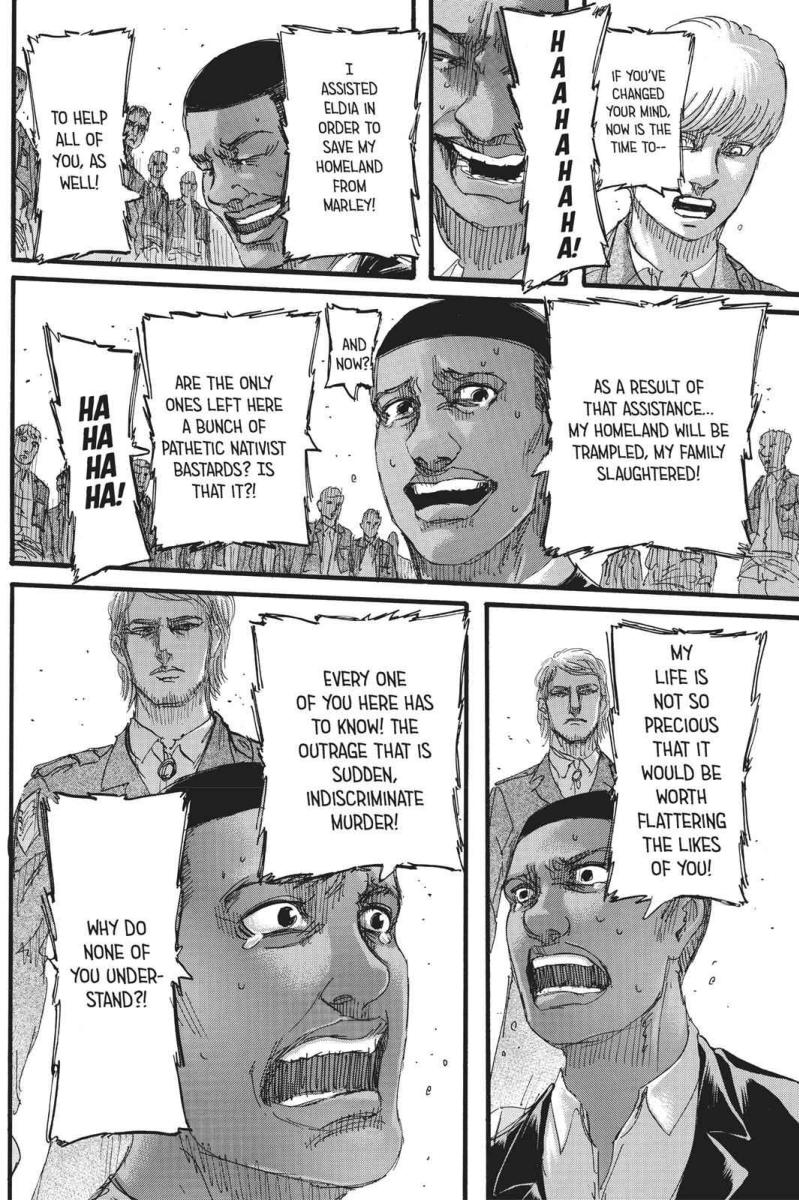 IF YOU'VE
CHANGED
YOUR MIND,
NOW IS THE
TIME TO--
HAAHAHAHA!
I
ASSISTED
ELDIA IN
ORDER TO
SAVE MY
HOMELAND
FROM
MARLEY!
TO HELP
ALL OF
YOU, AS
WELL!
AS A RESULT OF
THAT ASSISTANCE...
MY HOMELAND WILL BE
TRAMPLED, MY FAMILY
SLAUGHTERED!
AND
NOW?
ARE THE ONLY
ONES LEFT HERE
A BUNCH OF
PATHETIC NATIVIST
BASTARDS? IS
THAT IT?!
HA
HA
HA
HA!
MY
LIFE IS
NOT SO
PRECIOUS
THAT IT
WOULD BE
WORTH
FLATTERING
THE LIKES
OF YOU!
EVERY ONE
OF YOU HERE HAS
TO KNOW! THE
OUTRAGE THAT IS
SUDDEN,
INDISCRIMINATE
MURDER!
WHY DO
NONE OF
YOU UNDER-
STAND?!